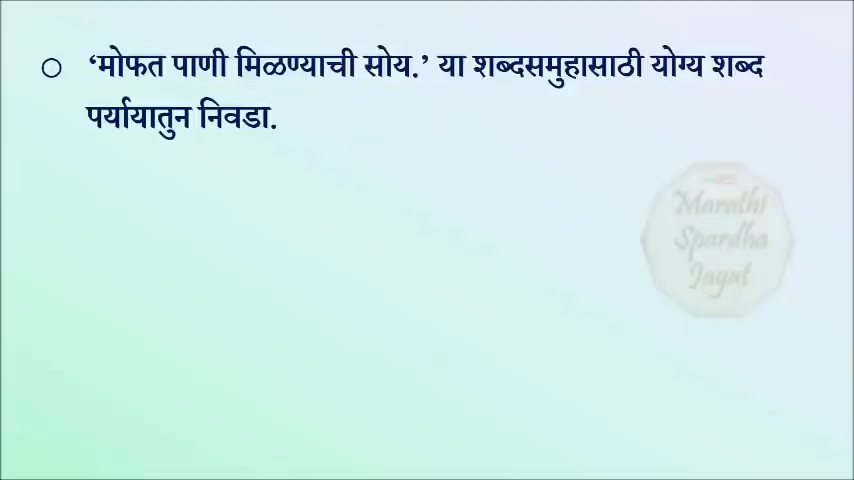 ○ ‘मोफत पाणी मिळण्याची सोय.’ या शब्दसमुहासाठी योग्य शब्द
पर्यायातुन निवडा.
Marathi
Spardha
Jagat